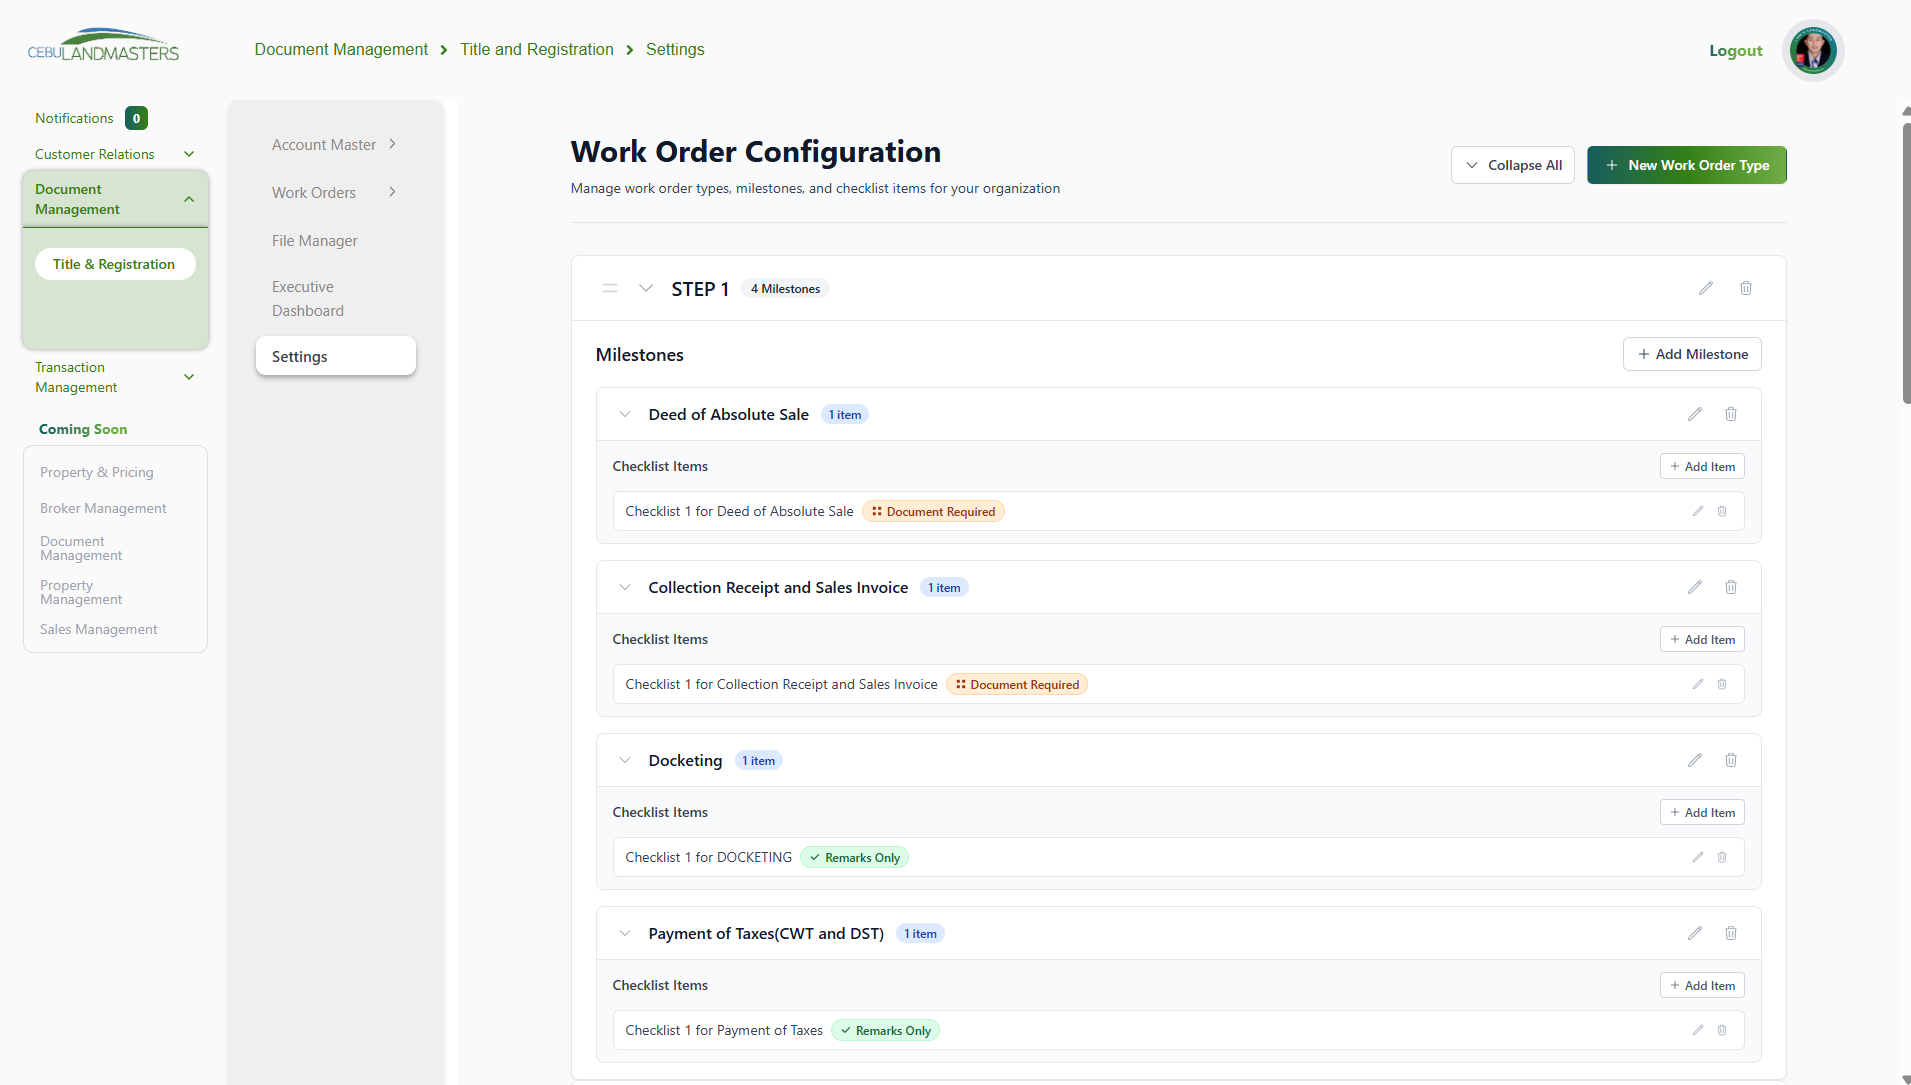 CEBULANDMASTERS
Document Management > Title and Registration > Settings
Logout
Notifications 0
Customer Relations
Document
Management
Title & Registration
Transaction
Management
Coming Soon
Property & Pricing
Broker Management
Document
Management
Property
Management
Sales Management
Account Master
Work Orders
File Manager
Executive
Dashboard
Settings
Work Order Configuration
Manage work order types, milestones, and checklist items for your organization
Collapse All
+ New Work Order Type
STEP 1 4 Milestones
Milestones
+ Add Milestone
Deed of Absolute Sale 1 item
Checklist Items
+ Add Item
Checklist 1 for Deed of Absolute Sale Document Required
Collection Receipt and Sales Invoice 1 item
Checklist Items
+ Add Item
Checklist 1 for Collection Receipt and Sales Invoice Document Required
Docketing 1 item
Checklist Items
+ Add Item
Checklist 1 for DOCKETING ✓ Remarks Only
Payment of Taxes(CWT and DST) 1 item
Checklist Items
+ Add Item
Checklist 1 for Payment of Taxes ✓ Remarks Only